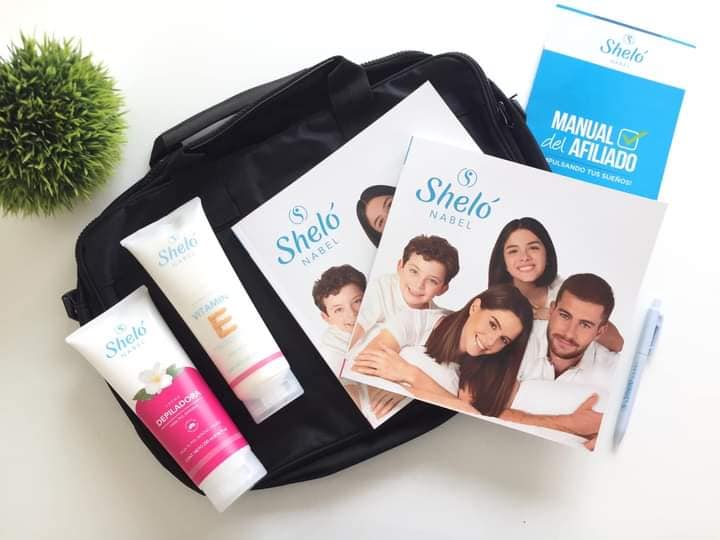 Sheló
NABEL
MANUAL
del AFILIADO
IMPULSANDO TUS SUEÑOS!
Sheló
NABEL
Sheló
NABEL
Sheló
NABEL
VITAMIN
E
Sheló
NABEL
DEPILADORA